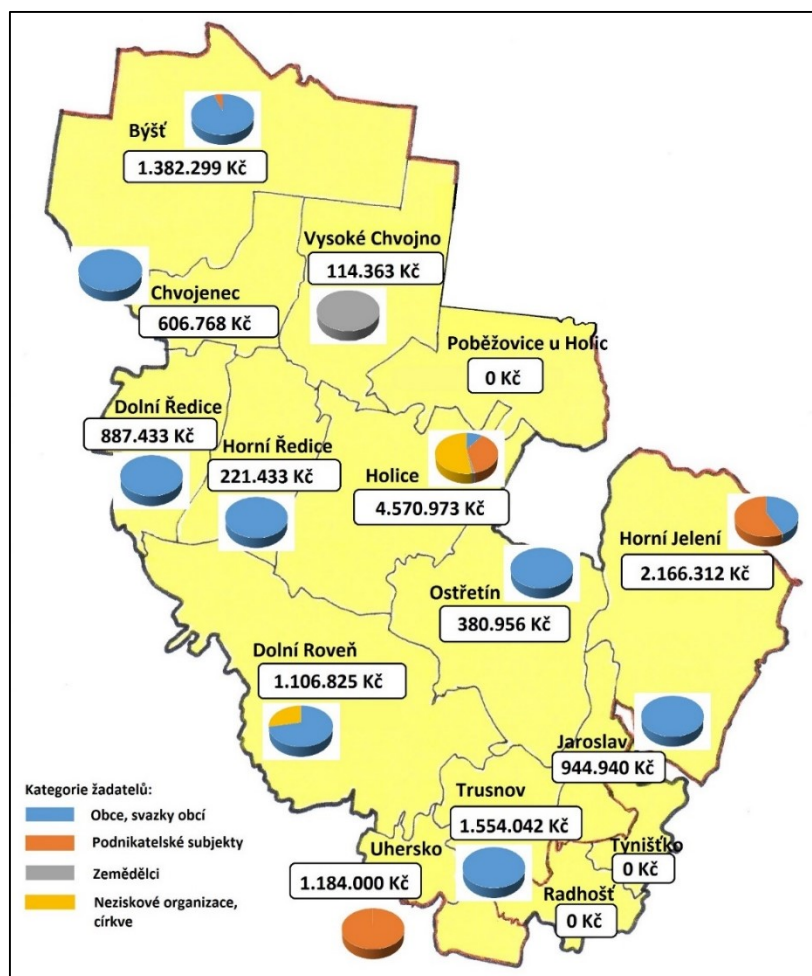 Býšť
1.382.299 Kč
Vysoké Chvojno
114.363 Kč
Chvojenec
606.768 Kč
Poběžovice u Holic
0 Kč
Dolní Ředice
887.433 Kč
Horní Ředice
221.433 Kč
Holice
4.570.973 Kč
Horní Jelení
2.166.312 Kč
Ostřetín
380.956 Kč
Dolní Roveň
1.106.825 Kč
Jaroslav
944.940 Kč
Trusnov
1.554.042 Kč
Týnišťko
0 Kč
Uhersko
1.184.000 Kč
Radhošť
0 Kč
Kategorie žadatelů:
Obce, svazky obcí
Podnikatelské subjekty
Zemědělci
Neziskové organizace,
církve